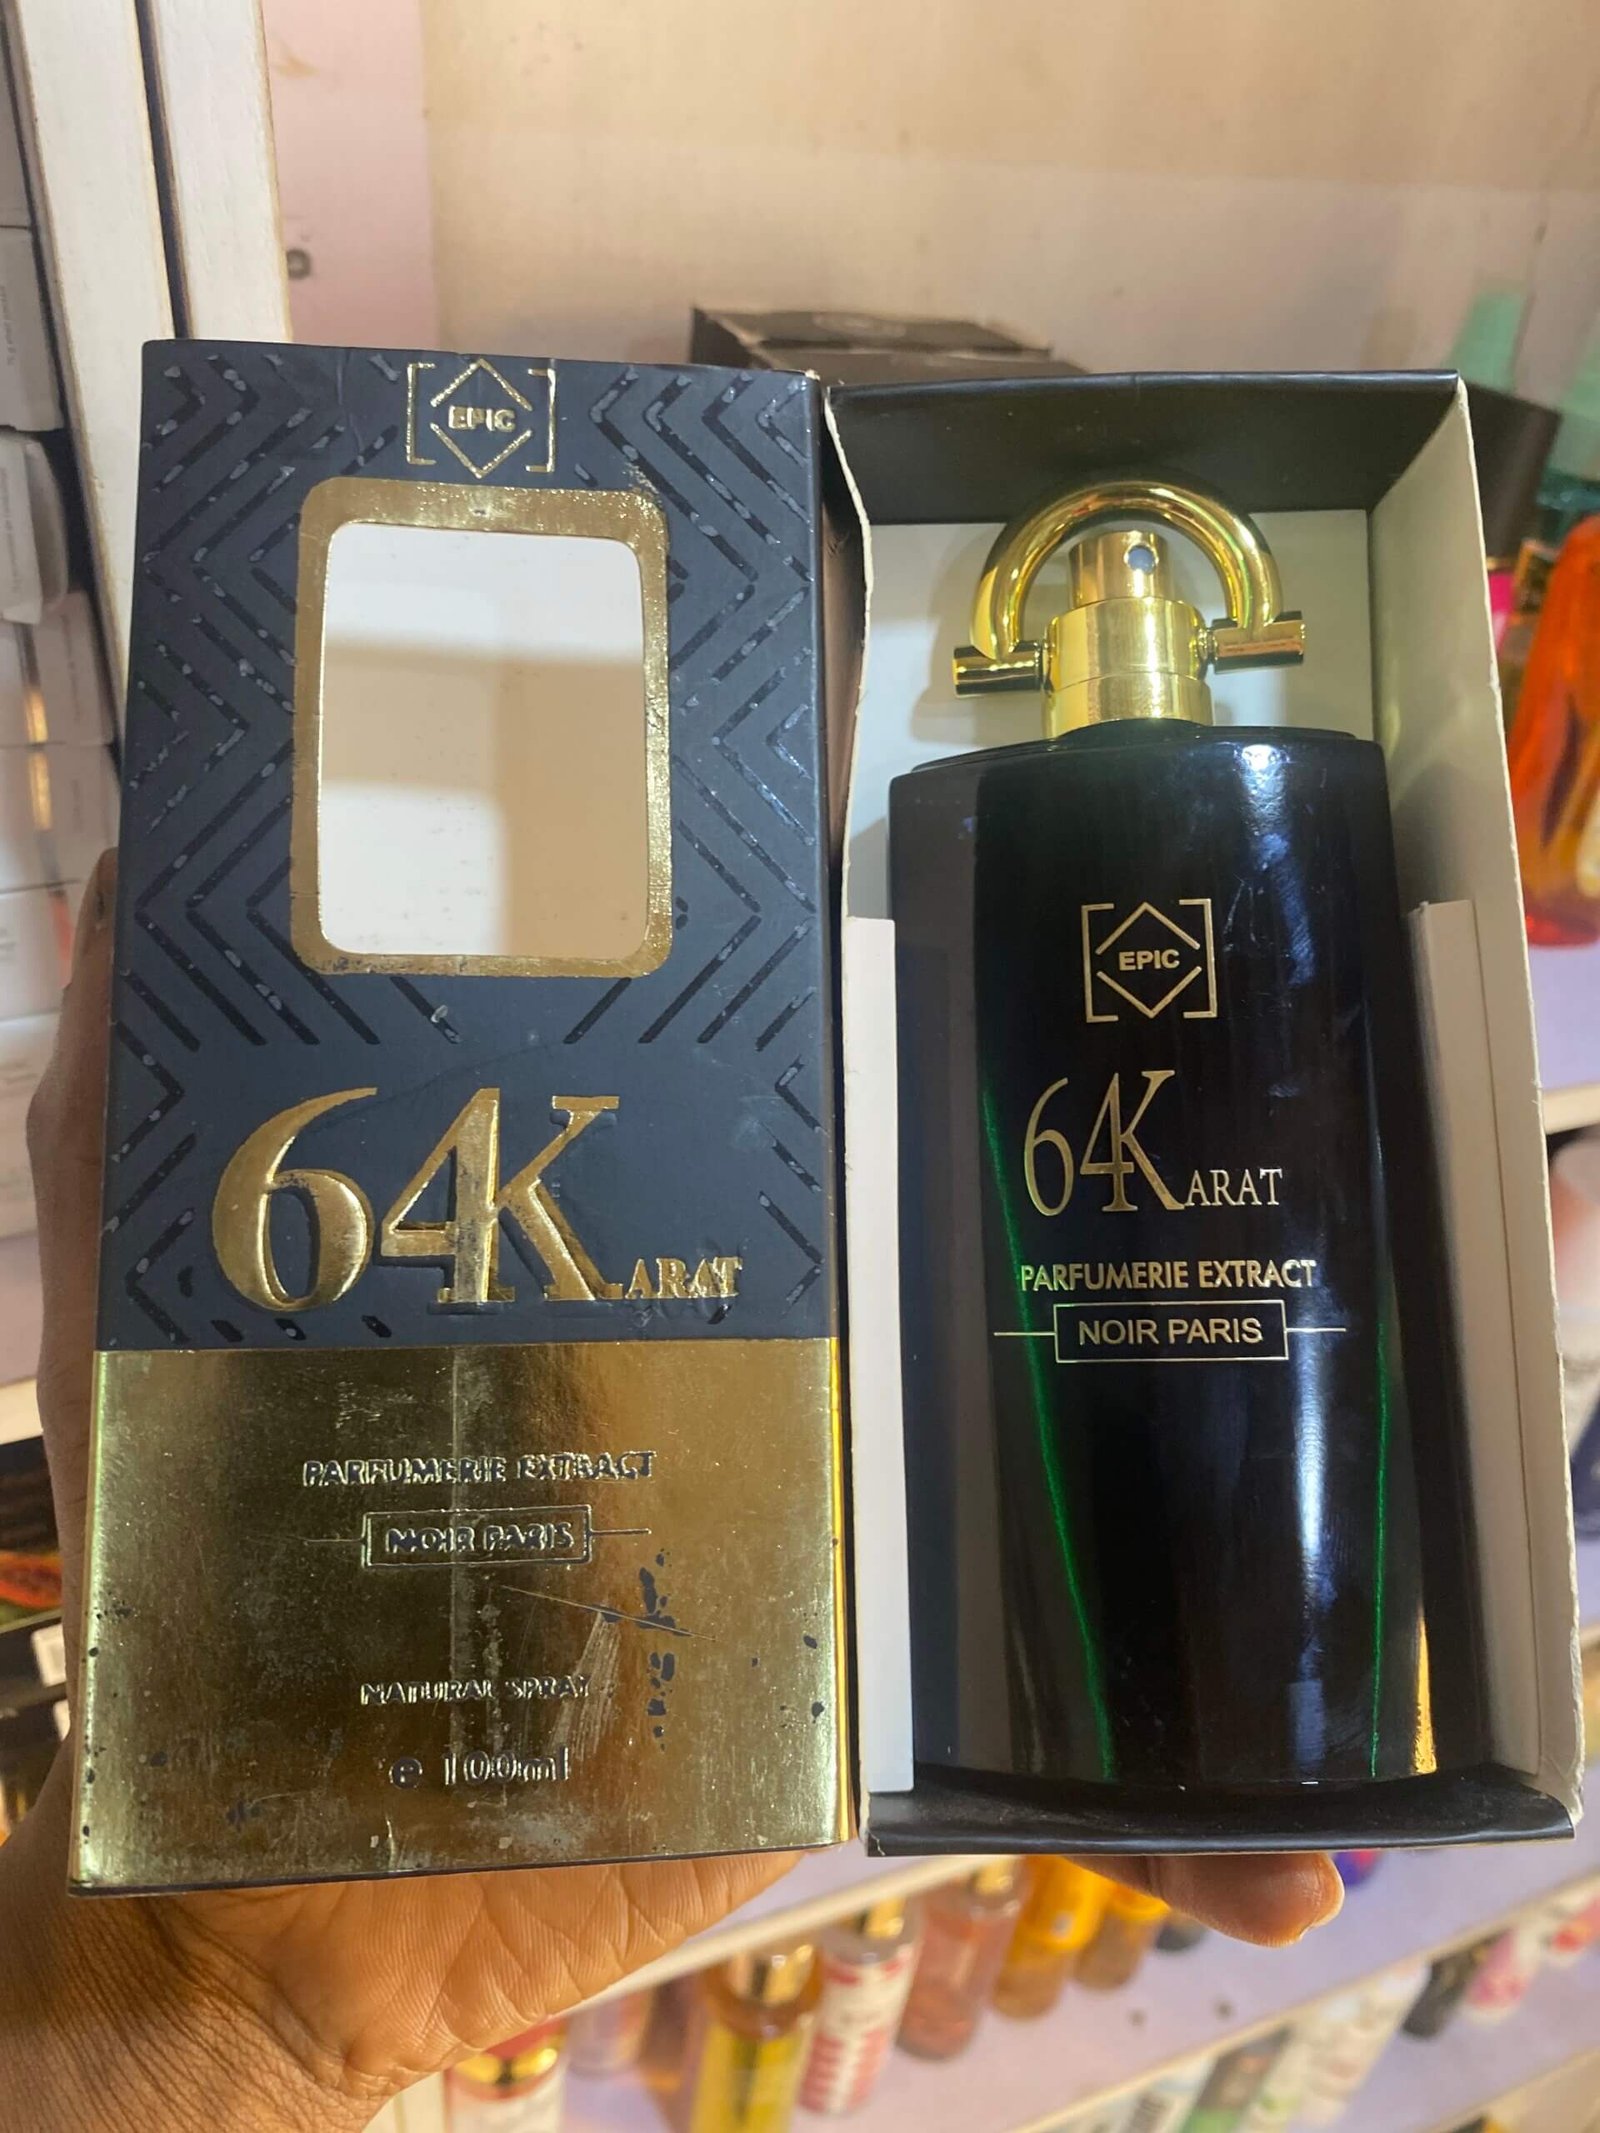 EPIC
64KARAT
PARFUMERIE EXTRACT
NOIR PARIS
NATURAL SPRAY
e 100ml
EPIC
64KARAT
PARFUMERIE EXTRACT
NOIR PARIS